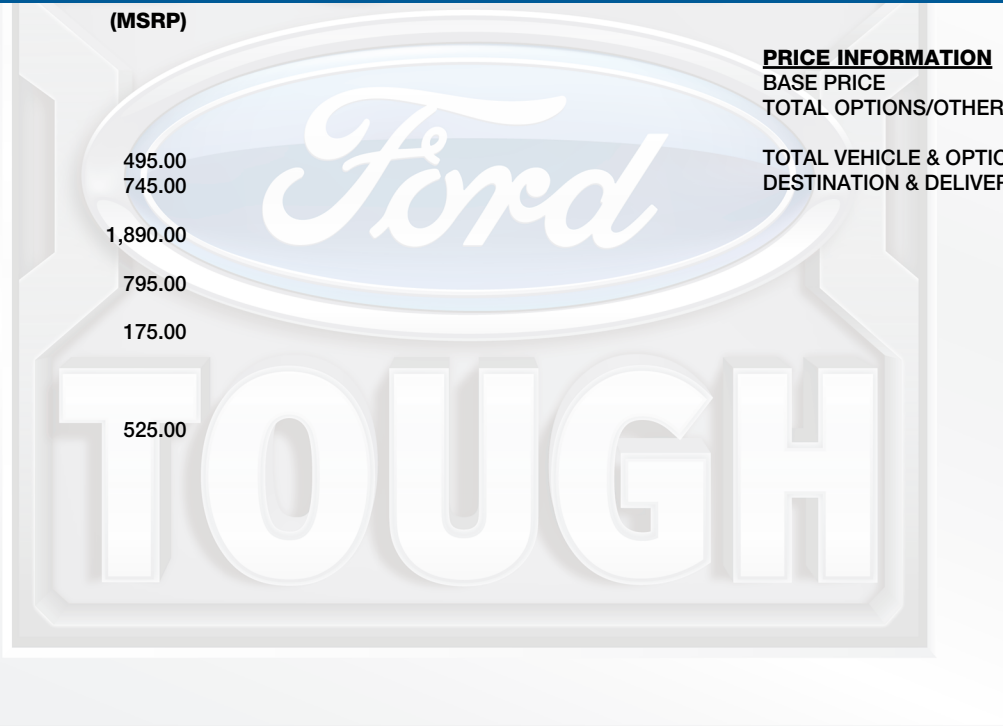 (MSRP)
495.00
745.00
1,890.00
795.00
175.00
525.00
PRICE INFORMATION
BASE PRICE
TOTAL OPTIONS/OTHER
TOTAL VEHICLE & OPTIO
DESTINATION & DELIVER
Ford
TOUGH